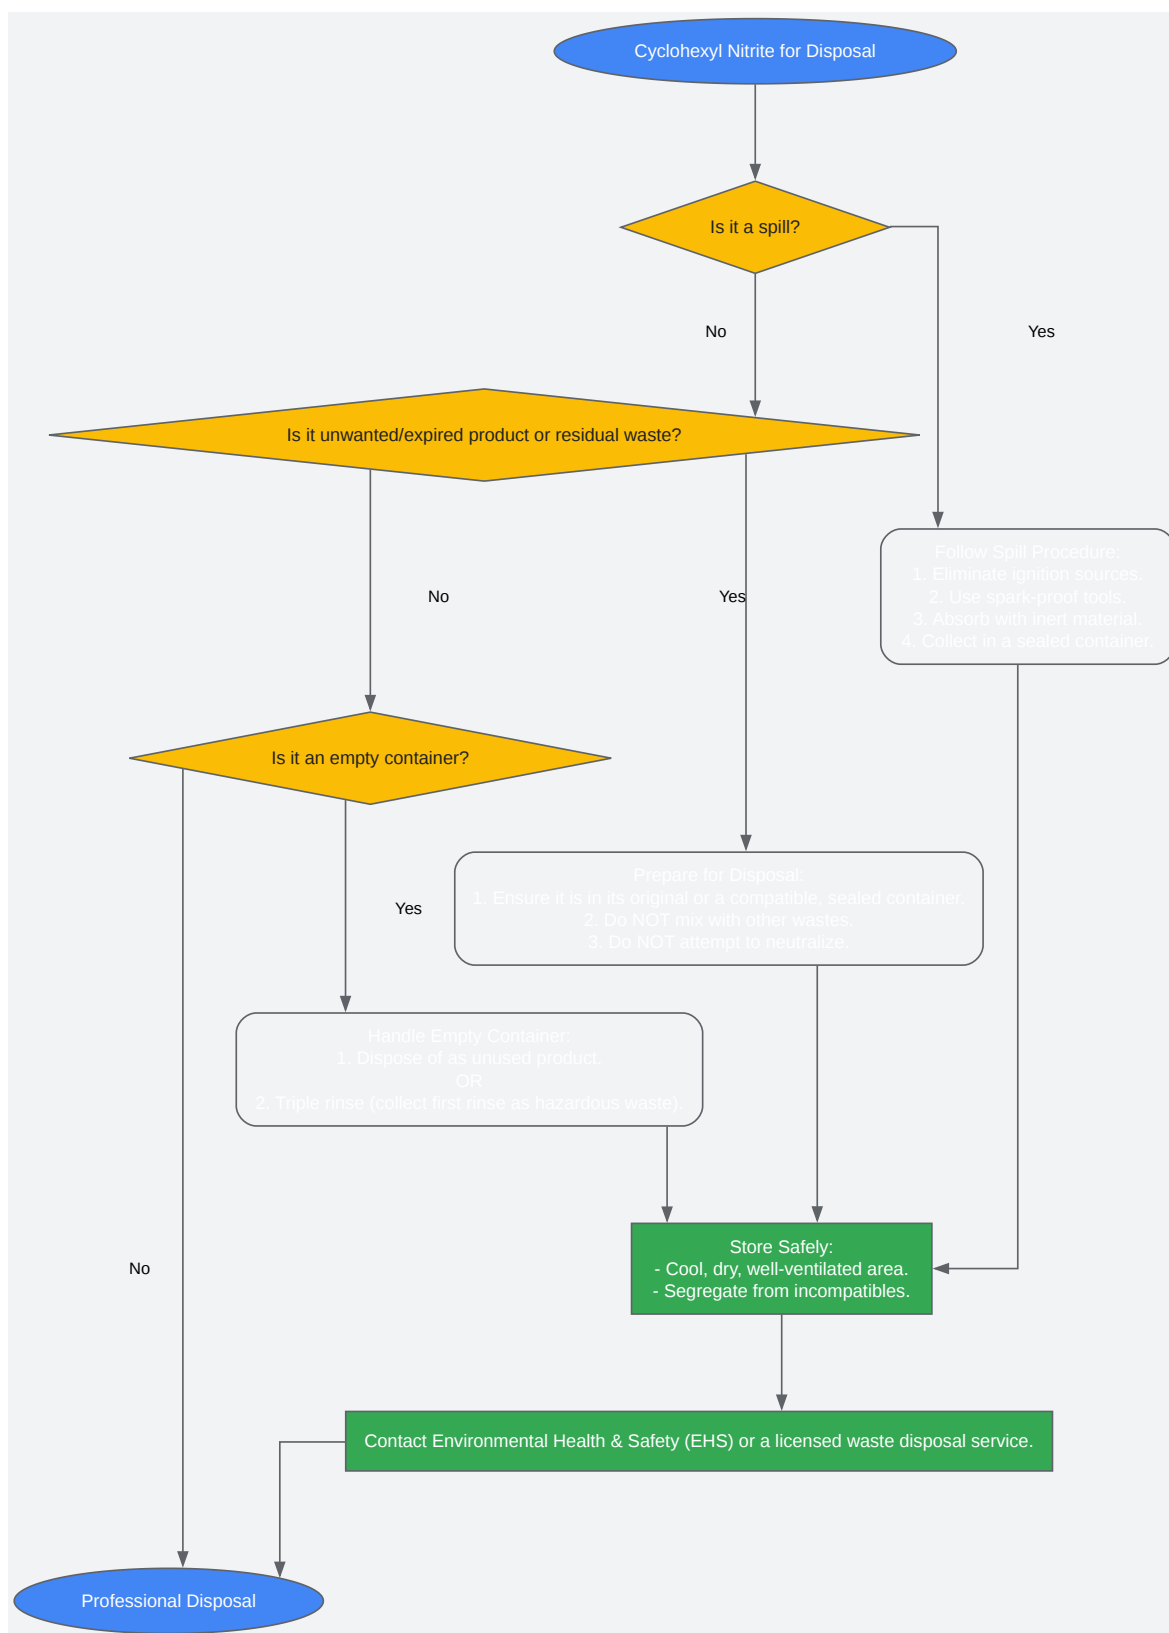 Cyclohexyl Nitrite for Disposal
Is it a spill?
No
Yes
Is it unwanted/expired product or residual waste?
Follow Spill Procedure:
1. Eliminate ignition sources.
2. Use spark-proof tools.
3. Absorb with inert material.
4. Collect in a sealed container.
No
Yes
Is it an empty container?
Prepare for Disposal:
1. Ensure it is in its original or a compatible, sealed container.
2. Do NOT mix with other wastes.
3. Do NOT attempt to neutralize.
Yes
Handle Empty Container:
1. Dispose of as unused product.
OR
2. Triple rinse (collect first rinse as hazardous waste).
Store Safely:
- Cool, dry, well-ventilated area.
- Segregate from incompatibles.
No
Contact Environmental Health & Safety (EHS) or a licensed waste disposal service.
Professional Disposal